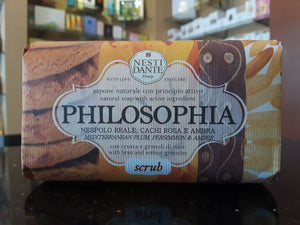 NESTI
DANTE
Firenze
WITH LOVE AND CARE
sapone naturale con principio attivo
natural soap with active ingredient
PHILOSOPHIA
NESPOLO REALE, CACHI ROSA E AMBRA
MEDITERRANEAN PLUM, PERSIMMON & AMBER
con crusca e granuli di noce
with bran and walnut granules
scrub